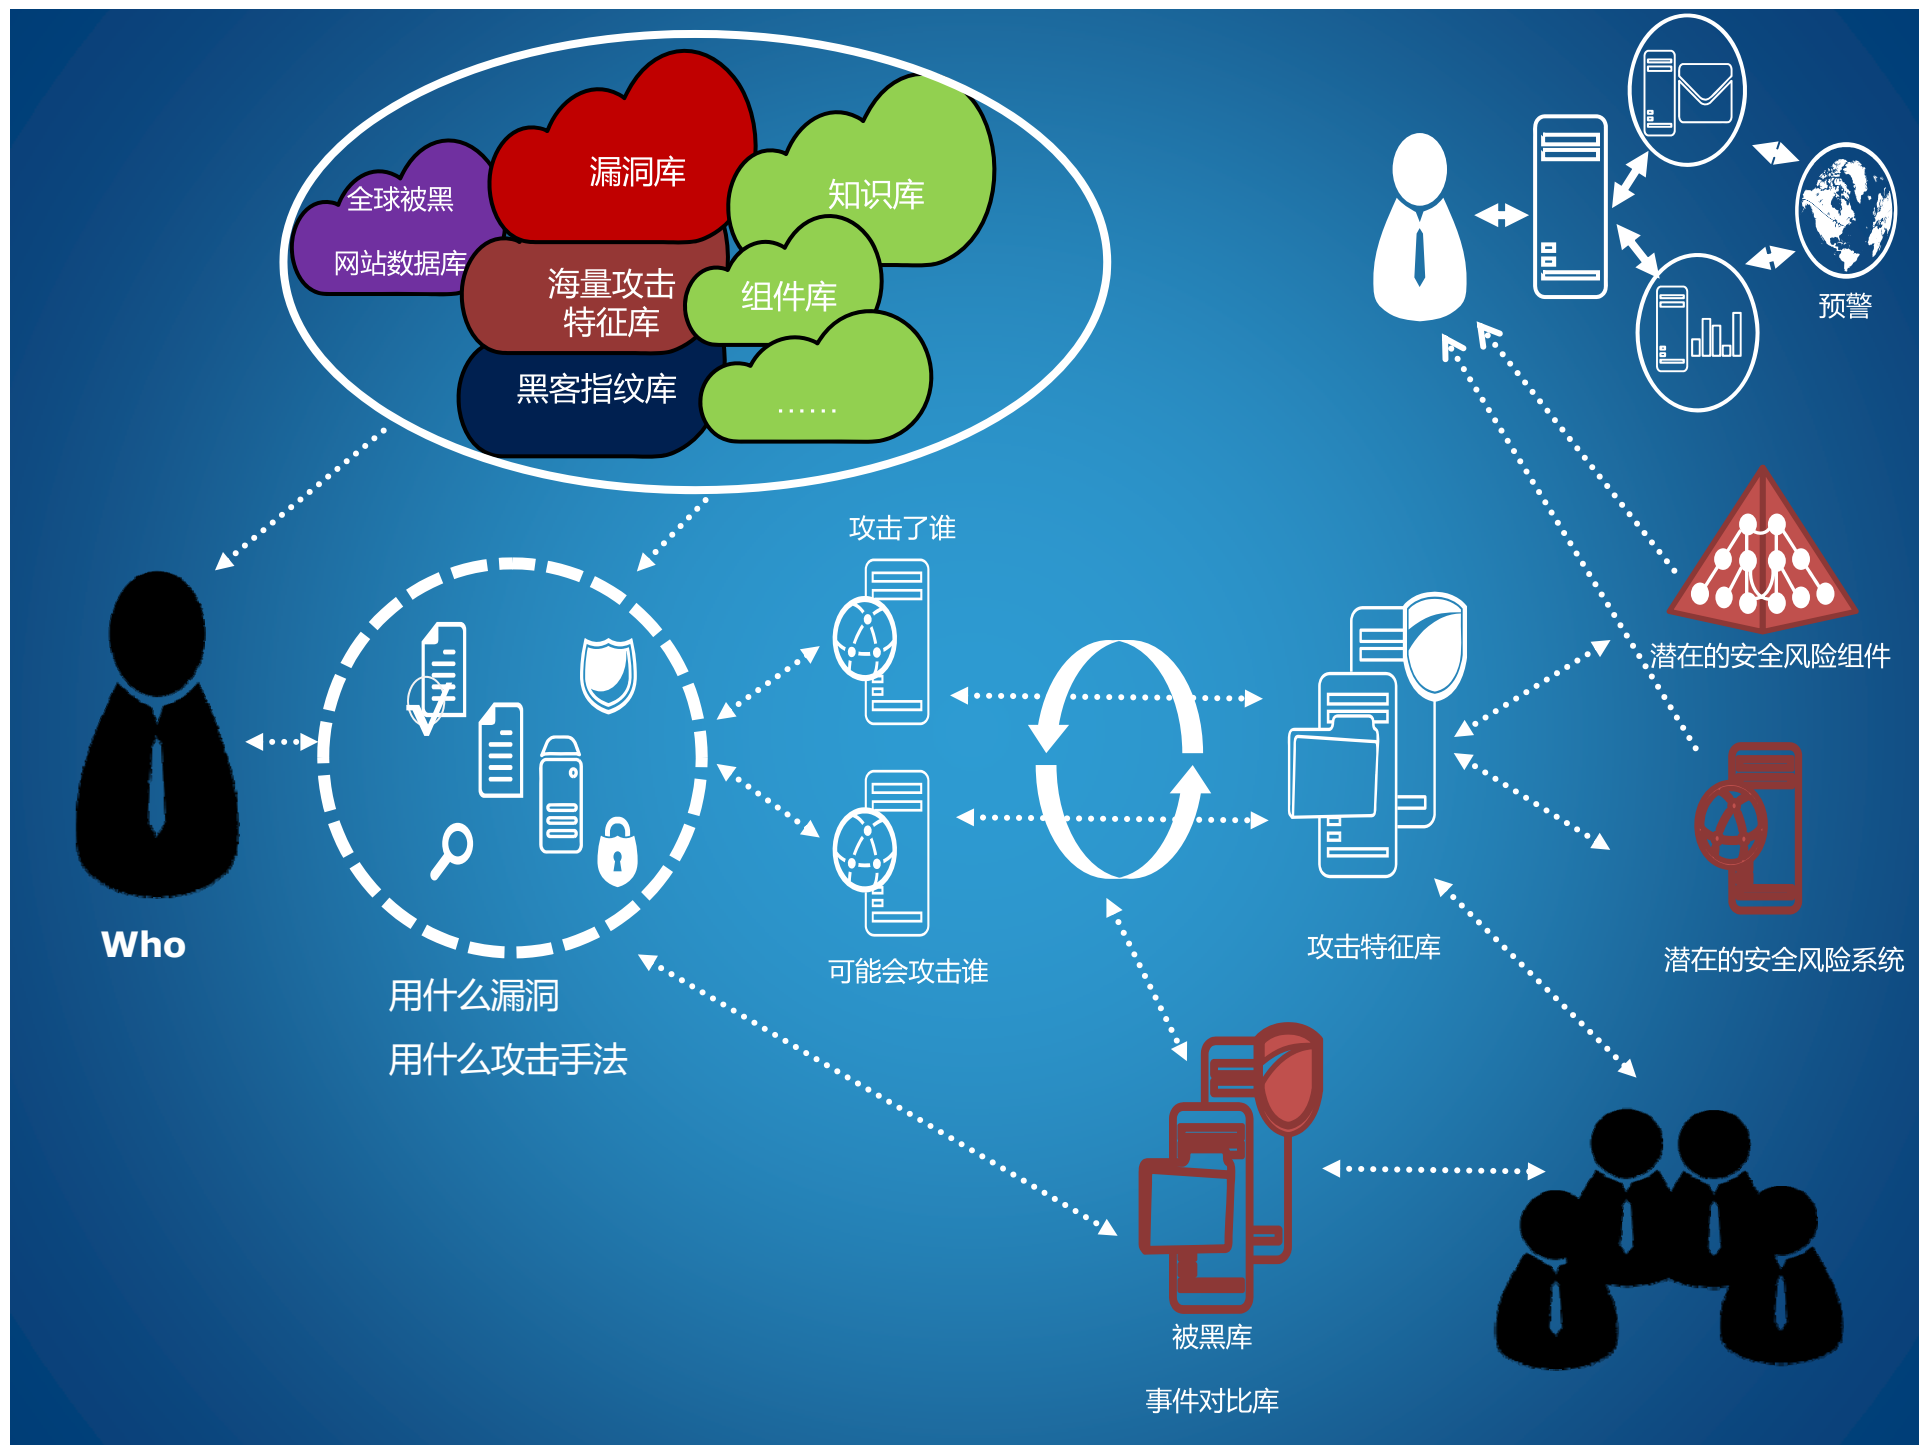 漏洞库
知识库
全球被黑
网站数据库
海量攻击
特征库
组件库
黑客指纹库
……
预警
攻击了谁
潜在的安全风险组件
Who
用什么漏洞
用什么攻击手法
可能会攻击谁
攻击特征库
潜在的安全风险系统
被黑库
事件对比库